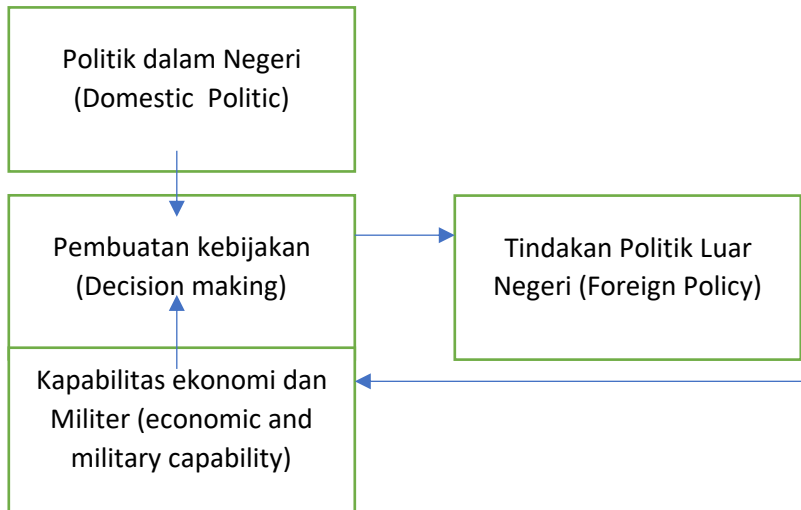 Politik dalam Negeri
(Domestic  Politic)
Pembuatan kebijakan
(Decision making)
Tindakan Politik Luar
Negeri (Foreign Policy)
Kapabilitas ekonomi dan
Militer (economic and
military capability)